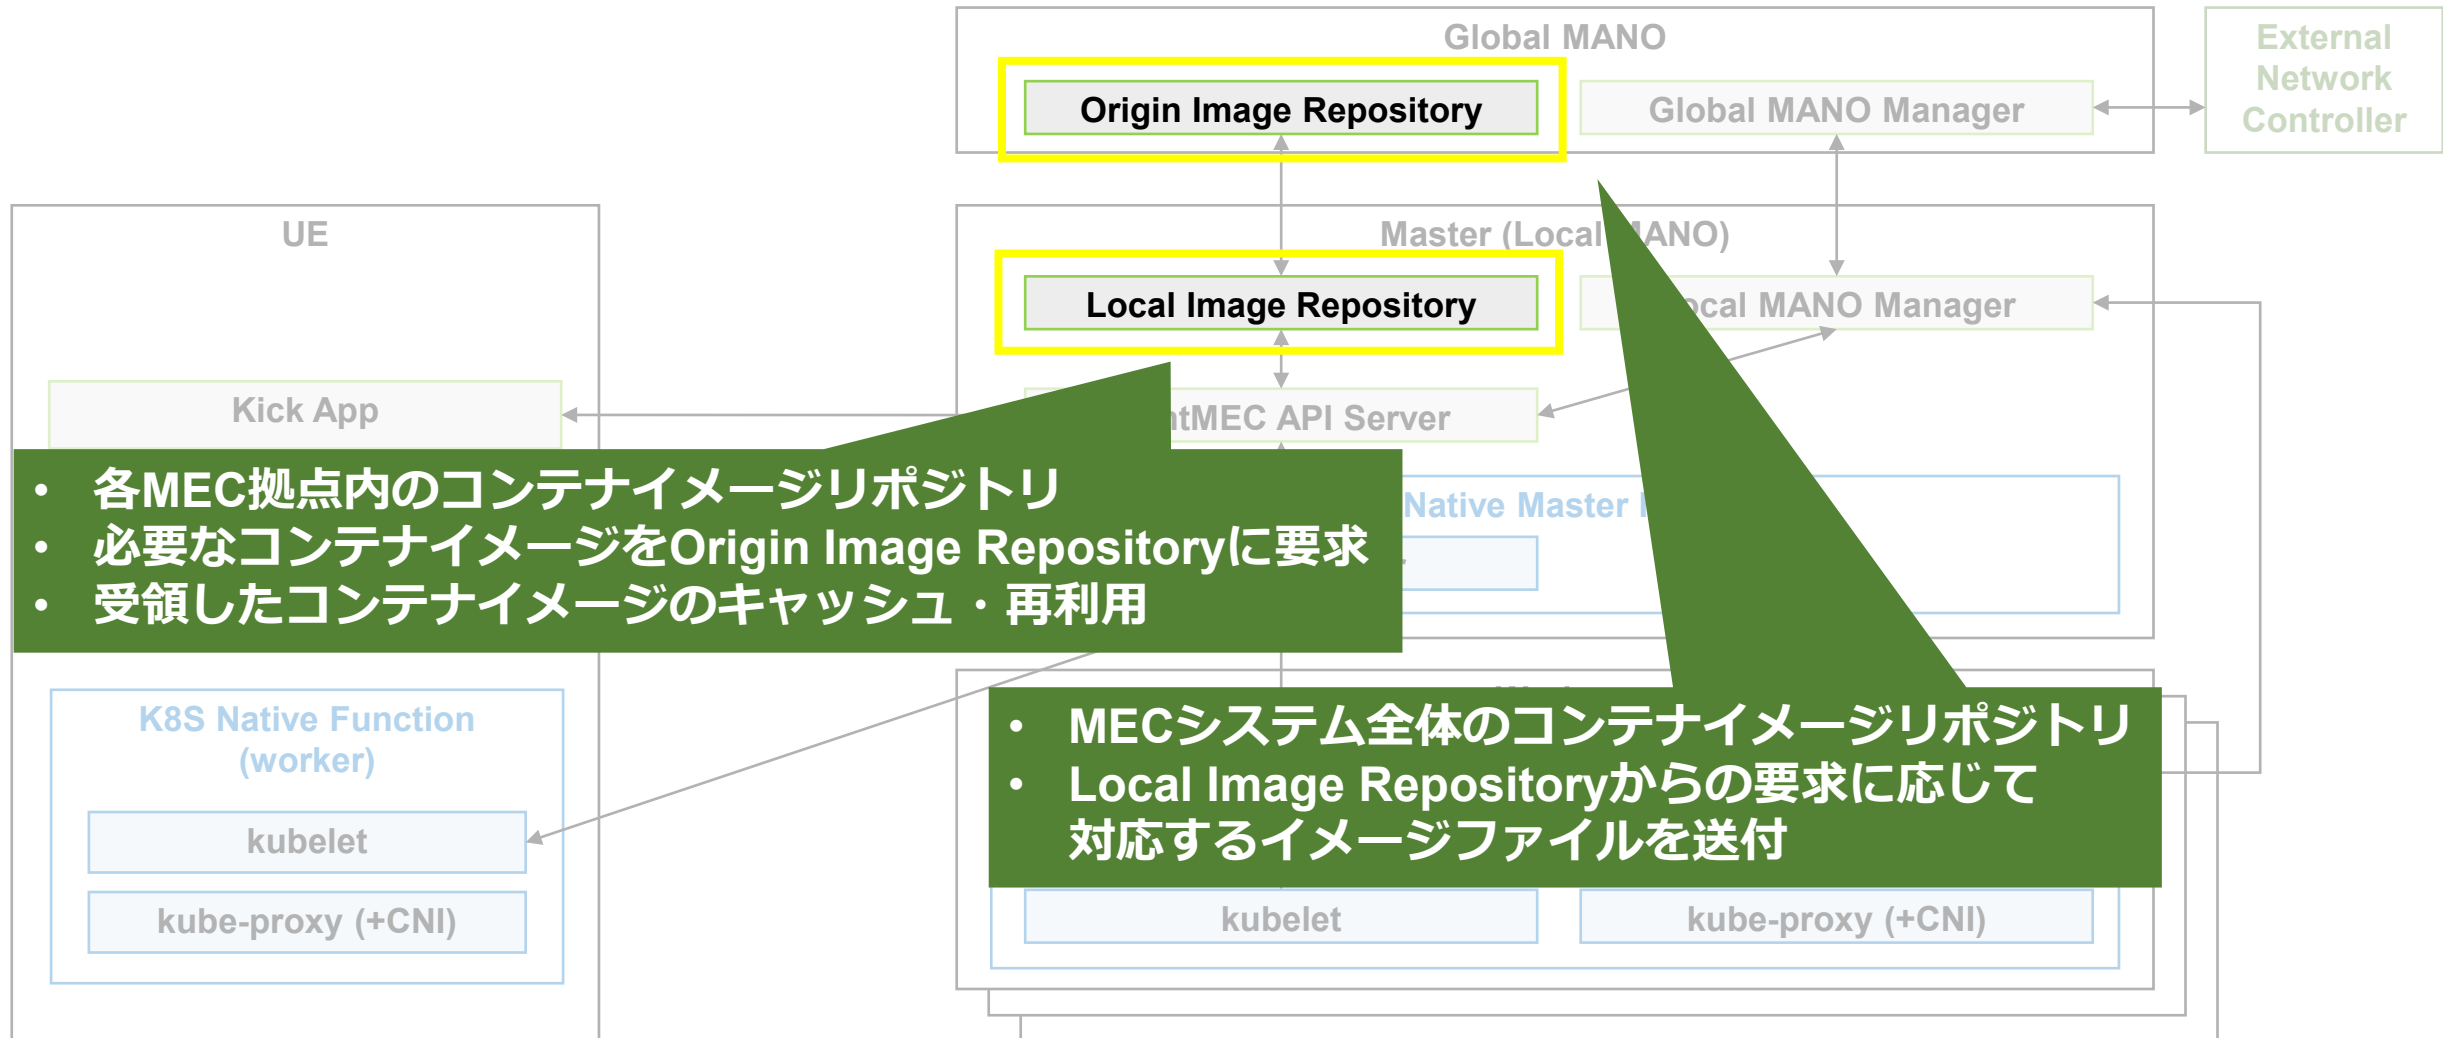 Global MANO
Origin Image Repository
Global MANO Manager
External
Network
Controller
UE
Master (Local MANO)
Local Image Repository
Local MANO Manager
Kick App
MEC API Server
• 各MEC拠点内のコンテナイメージリポジトリ
• 必要なコンテナイメージをOrigin Image Repositoryに要求
• 受領したコンテナイメージのキャッシュ・再利用
Native Master
K8S Native Function
(worker)
kubelet
kube-proxy (+CNI)
• MECシステム全体のコンテナイメージリポジトリ
• Local Image Repositoryからの要求に応じて
対応するイメージファイルを送付
kubelet
kube-proxy (+CNI)